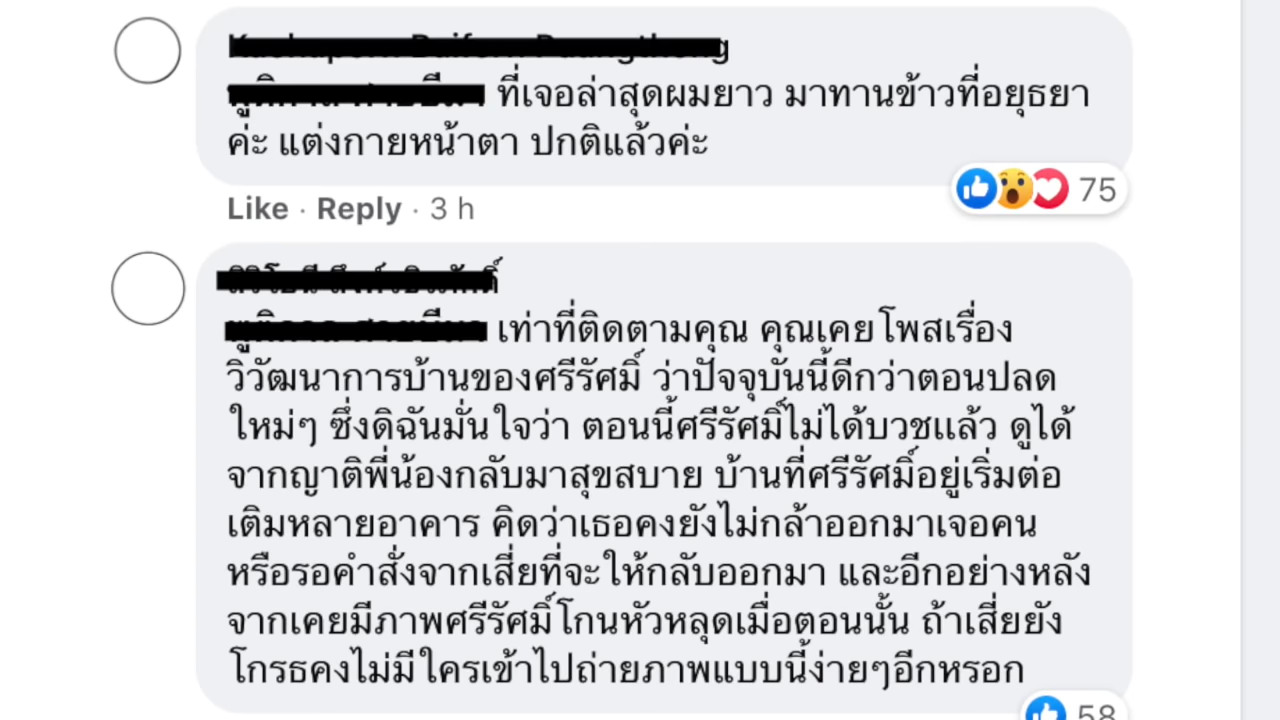 ที่เจอล่าสุดผมยาว มาทานข้าวที่อยุธยา
ค่ะ แต่งกายหน้าตา ปกติแล้วค่ะ
75
Like · Reply · 3 h
เท่าที่ติดตามคุณ คุณเคยโพสเรื่อง
วิวัฒนาการบ้านของศรีรัศมิ์ ว่าปัจจุบันนี้ดีกว่าตอนปลด
ใหม่ๆ ซึ่งดิฉันมั่นใจว่า ตอนนี้ศรีรัศมิ์ไม่ได้บวชแล้ว ดูได้
จากญาติพี่น้องกลับมาสุขสบาย บ้านที่ศรีรัศมิ์อยู่เริ่มต่อ
เติมหลายอาคาร คิดว่าเธอคงยังไม่กล้าออกมาเจอคน
หรือรอคำสั่งจากเสี่ยที่จะให้กลับออกมา และอีกอย่างหลัง
จากเคยมีภาพศรีรัศมิ์โกนหัวหลุดเมื่อตอนนั้น ถ้าเสี่ยยัง
โกรธคงไม่มีใครเข้าไปถ่ายภาพแบบนี้ง่ายๆอีกหรอก
58